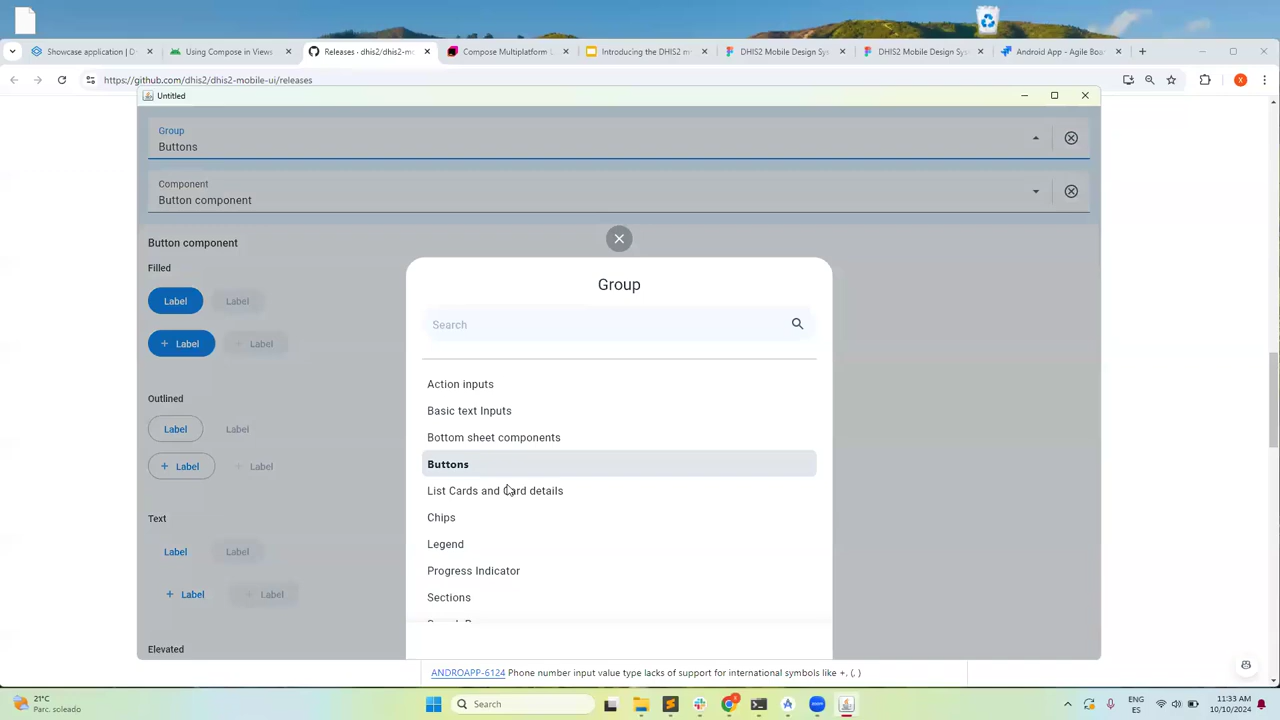 Showcase application | D
Using Compose in Views
Releases · dhis2/dhis2-mo
Compose Multiplatform
Introducing the DHIS2 m
DHIS2 Mobile Design Sys
DHIS2 Mobile Design Sys
Android App - Agile Boa
https://github.com/dhis2/dhis2-mobile-ui/releases
X
Untitled
Group
Buttons
Component
Button component
Button component
Filled
Label Label
+ Label + Label
Outlined
Label Label
+ Label + Label
Text
Label Label
+ Label + Label
Elevated
Group
Search
Action inputs
Basic text Inputs
Bottom sheet components
Buttons
List Cards and Card details
Chips
Legend
Progress Indicator
Sections
ANDROAPP-6124 Phone number input value type lacks of support for international symbols like +, (, )
21°C
Parc. soleado
Search
zoom
ENG
ES
11:33 AM
10/10/2024